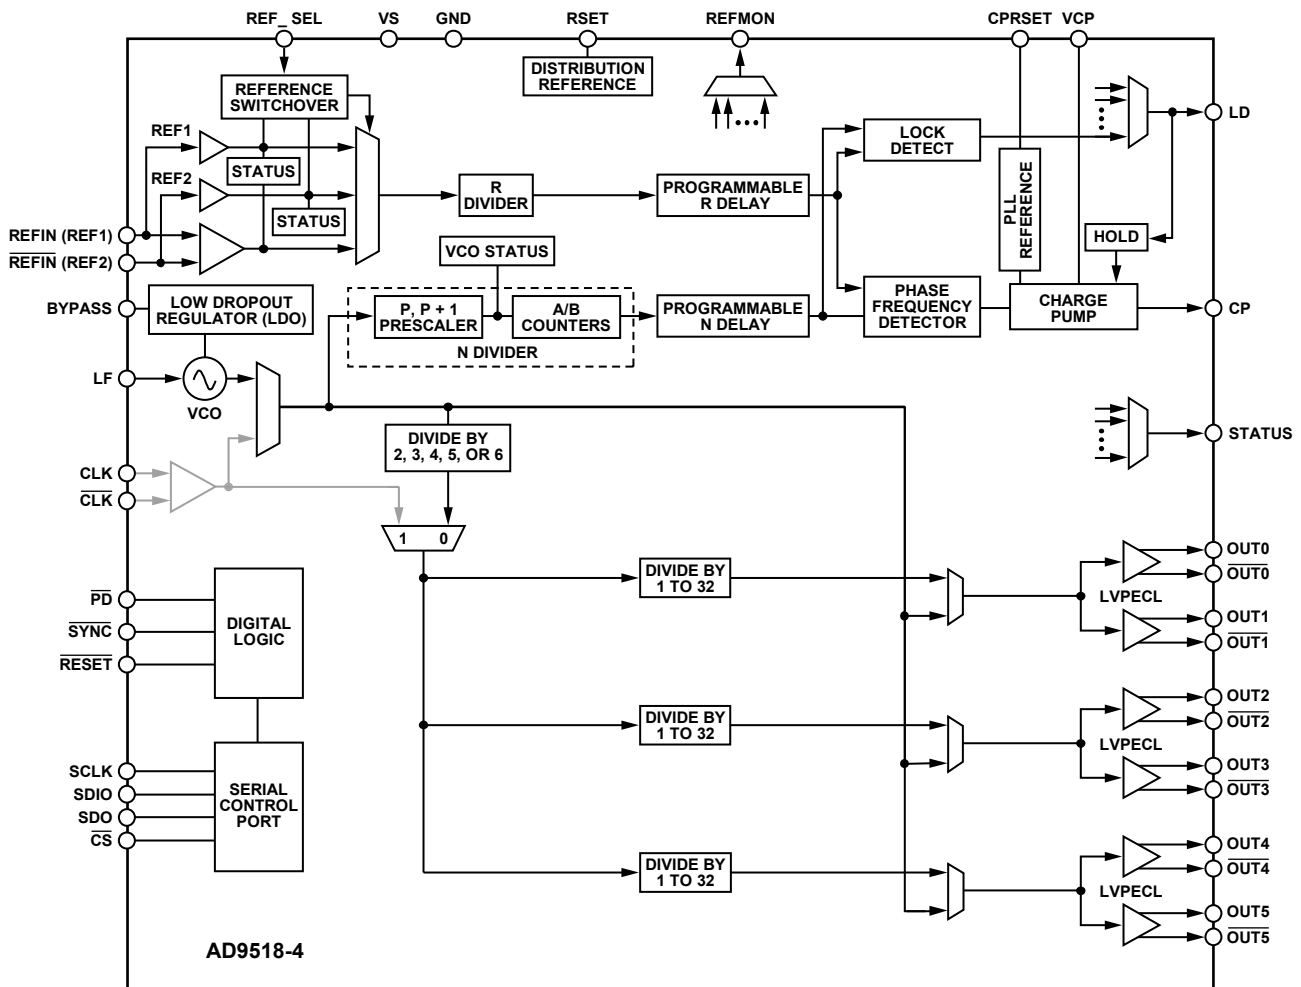 REF_ SEL
VS
GND
RSET
REFMON
CPRSET
VCP
DISTRIBUTION
REFERENCE
REFERENCE
SWITCHOVER
REF1
STATUS
REF2
STATUS
R
DIVIDER
PROGRAMMABLE
R DELAY
LOCK
DETECT
PLL
REFERENCE
HOLD
LD
REFIN (REF1)
REFIN (REF2)
BYPASS
LOW DROPOUT
REGULATOR (LDO)
VCO STATUS
P, P + 1
PRESCALER
A/B
COUNTERS
N DIVIDER
PROGRAMMABLE
N DELAY
PHASE
FREQUENCY
DETECTOR
CHARGE
PUMP
CP
LF
VCO
STATUS
DIVIDE BY
2, 3, 4, 5, OR 6
CLK
CLK
1 0
DIVIDE BY
1 TO 32
LVPECL
OUT0
OUT0
OUT1
OUT1
PD
SYNC
RESET
DIGITAL
LOGIC
DIVIDE BY
1 TO 32
LVPECL
OUT2
OUT2
OUT3
OUT3
SCLK
SDIO
SDO
CS
SERIAL
CONTROL
PORT
DIVIDE BY
1 TO 32
LVPECL
OUT4
OUT4
OUT5
OUT5
AD9518-4